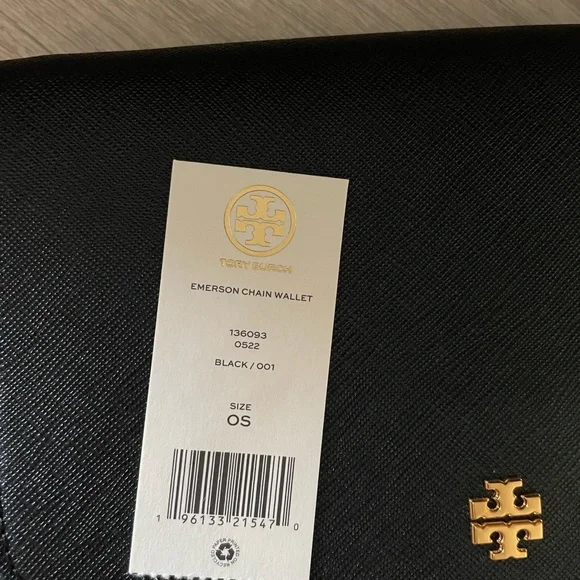 TORY BURCH
EMERSON CHAIN WALLET
136093
0522
BLACK / 001
SIZE
OS
1 96133 21547 0